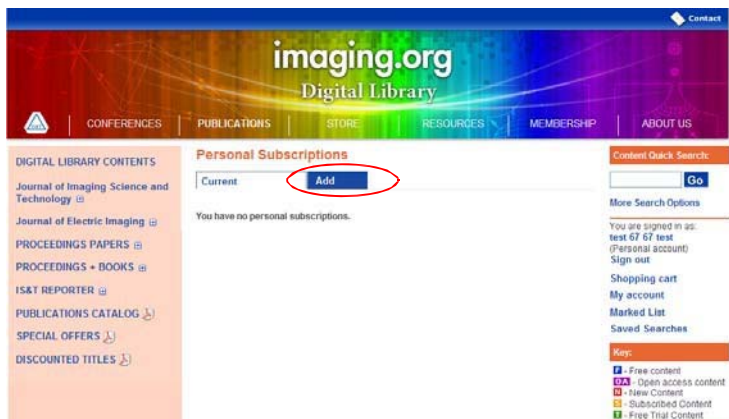 Contact
imaging.org
Digital Library
CONFERENCES
PUBLICATIONS
STORE
RESOURCES
MEMBERSHIP
ABOUT US
DIGITAL LIBRARY CONTENTS
Journal of Imaging Science and
Technology
Journal of Electric Imaging
PROCEEDINGS PAPERS
PROCEEDINGS + BOOKS
IS&T REPORTER
PUBLICATIONS CATALOG
SPECIAL OFFERS
DISCOUNTED TITLES
Personal Subscriptions
Current
Add
You have no personal subscriptions.
Content Quick Search:
Go
More Search Options
You are signed in as:
test 67 67 test
(Personal account)
Sign out
Shopping cart
My account
Marked List
Saved Searches
Key:
F - Free content
OA - Open access content
N - New Content
S - Subscribed Content
T - Free Trial Content